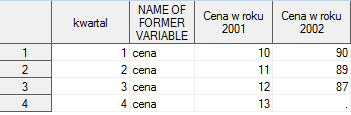 kwartal NAME OF FORMER VARIABLE Cena w roku 2001 Cena w roku 2002
1 1 cena 10 90
2 2 cena 11 89
3 3 cena 12 87
4 4 cena 13 .